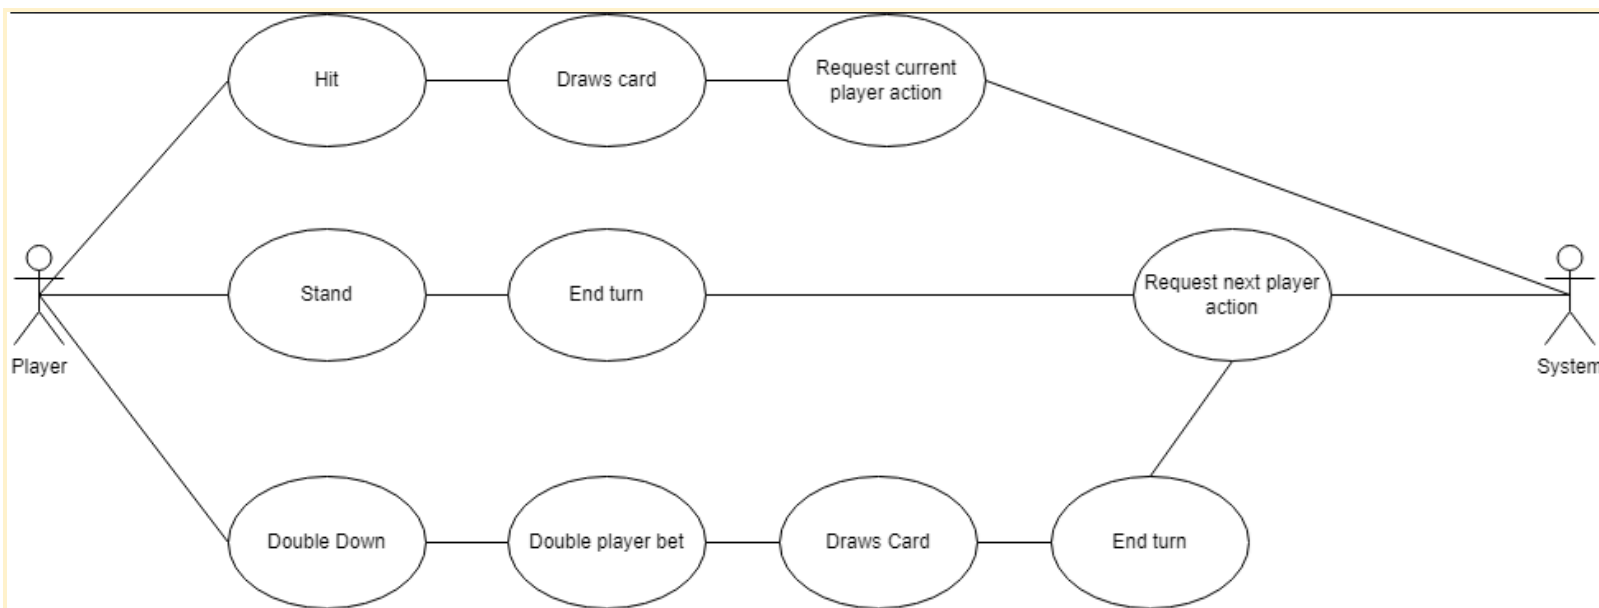 Hit
Draws card
Request current
player action
Stand
End turn
Request next player
action
Player
System
Double Down
Double player bet
Draws Card
End turn